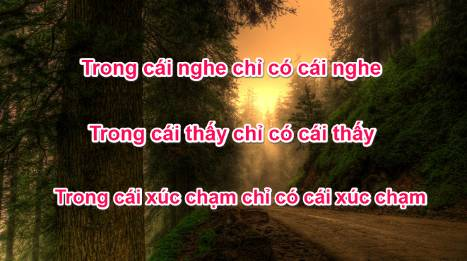 Trong cái nghe chỉ có cái nghe
Trong cái thấy chỉ có cái thấy
Trong cái xúc chạm chỉ có cái xúc chạm